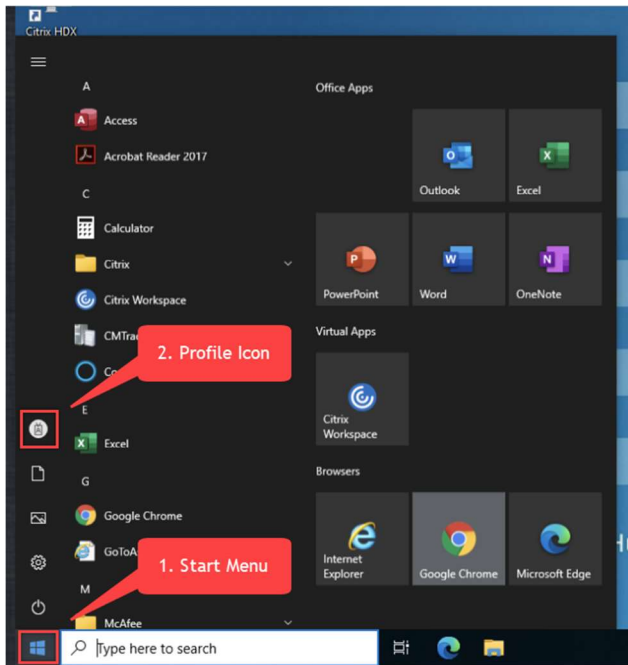 Citrix HDX
A
Access
Acrobat Reader 2017
C
Calculator
Citrix
Citrix Workspace
2. Profile Icon
E
Excel
G
Google Chrome
1. Start Menu
M
McAfee
Office Apps
Outlook
Excel
PowerPoint
Word
OneNote
Virtual Apps
Citrix
Workspace
Browsers
Internet
Explorer
Google Chrome
Microsoft Edge
Type here to search